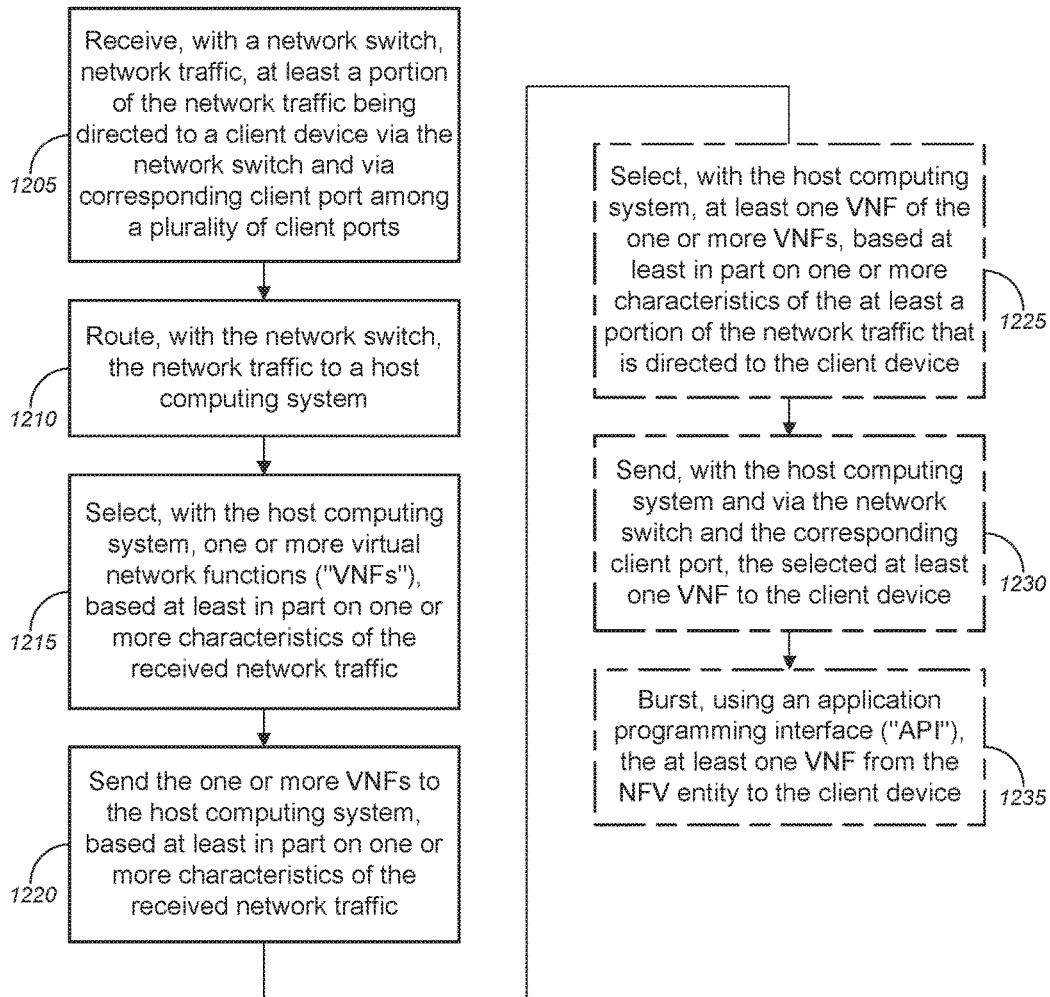 Receive, with a network switch,
network traffic, at least a portion
of the network traffic being
directed to a client device via the
network switch and via
corresponding client port among
a plurality of client ports
1205
Route, with the network switch,
the network traffic to a host
computing system
1210
Select, with the host computing
system, one or more virtual
network functions ("VNFs"),
based at least in part on one or
more characteristics of the
received network traffic
1215
Send the one or more VNFs to
the host computing system,
based at least in part on one or
more characteristics of the
received network traffic
1220
Select, with the host computing
system, at least one VNF of the
one or more VNFs, based at
least in part on one or more
characteristics of the at least a
portion of the network traffic that
is directed to the client device
1225
Send, with the host computing
system and via the network
switch and the corresponding
client port, the selected at least
one VNF to the client device
1230
Burst, using an application
programming interface ("API"),
the at least one VNF from the
NFV entity to the client device
1235